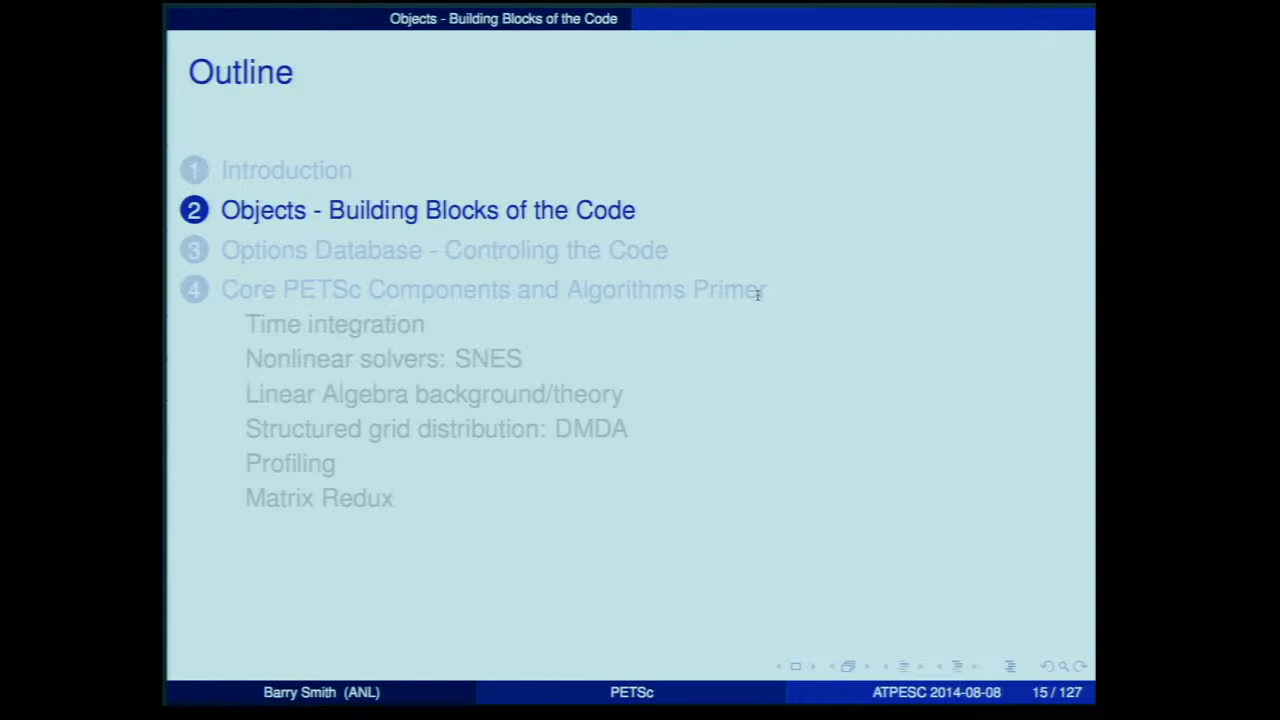 Objects - Building Blocks of the Code
Outline
1 Introduction
2 Objects - Building Blocks of the Code
3 Options Database - Controling the Code
4 Core PETSc Components and Algorithms Primer
Time integration
Nonlinear solvers: SNES
Linear Algebra background/theory
Structured grid distribution: DMDA
Profiling
Matrix Redux
Barry Smith (ANL) PETSc ATPESC 2014-08-08 15 / 127